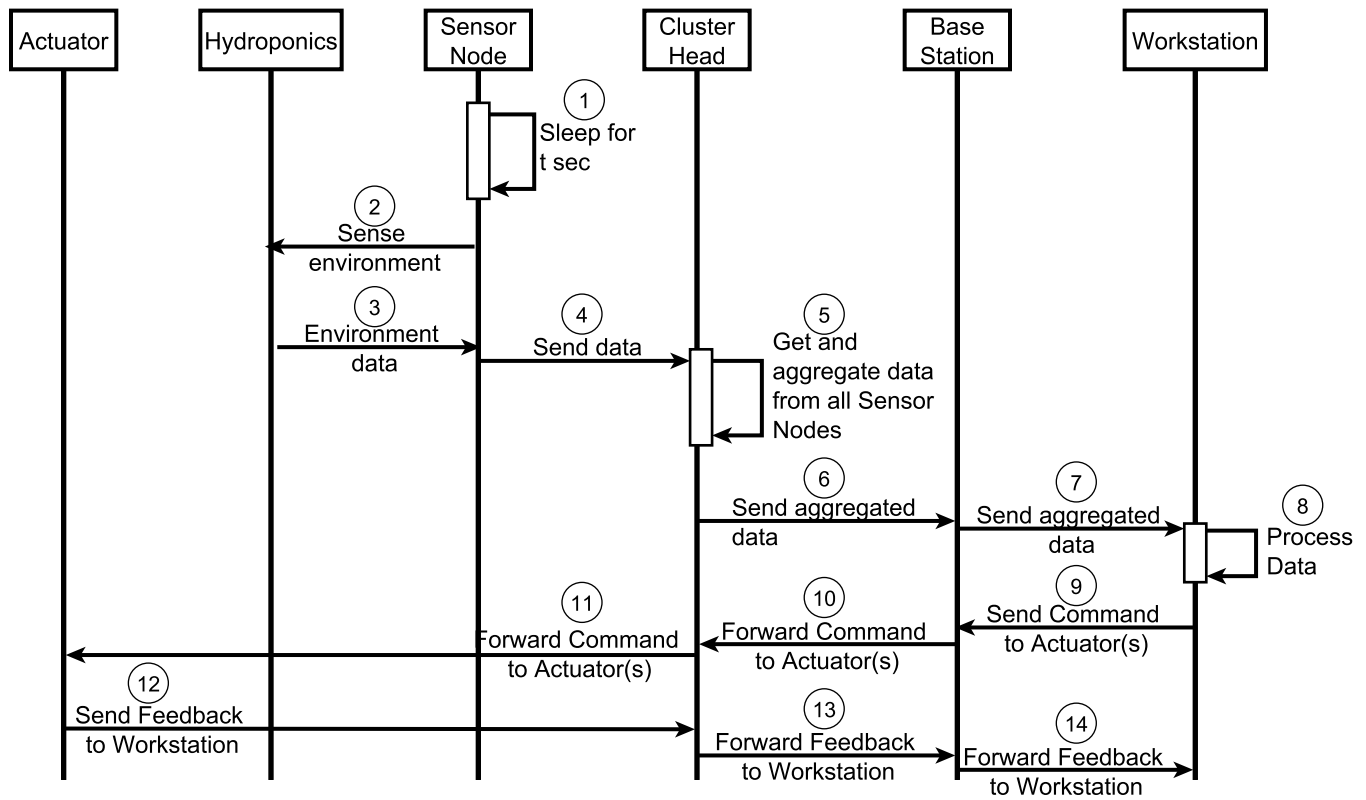 Actuator
Hydroponics
Sensor
Node
Cluster
Head
Base
Station
Workstation
1
Sleep for
t sec
2
Sense
environment
3
Environment
data
4
Send data
5
Get and
aggregate data
from all Sensor
Nodes
6
Send aggregated
data
7
Send aggregated
data
8
Process
Data
9
Send Command
to Actuator(s)
10
Forward Command
to Actuator(s)
11
Forward Command
to Actuator(s)
12
Send Feedback
to Workstation
13
Forward Feedback
to Workstation
14
Forward Feedback
to Workstation